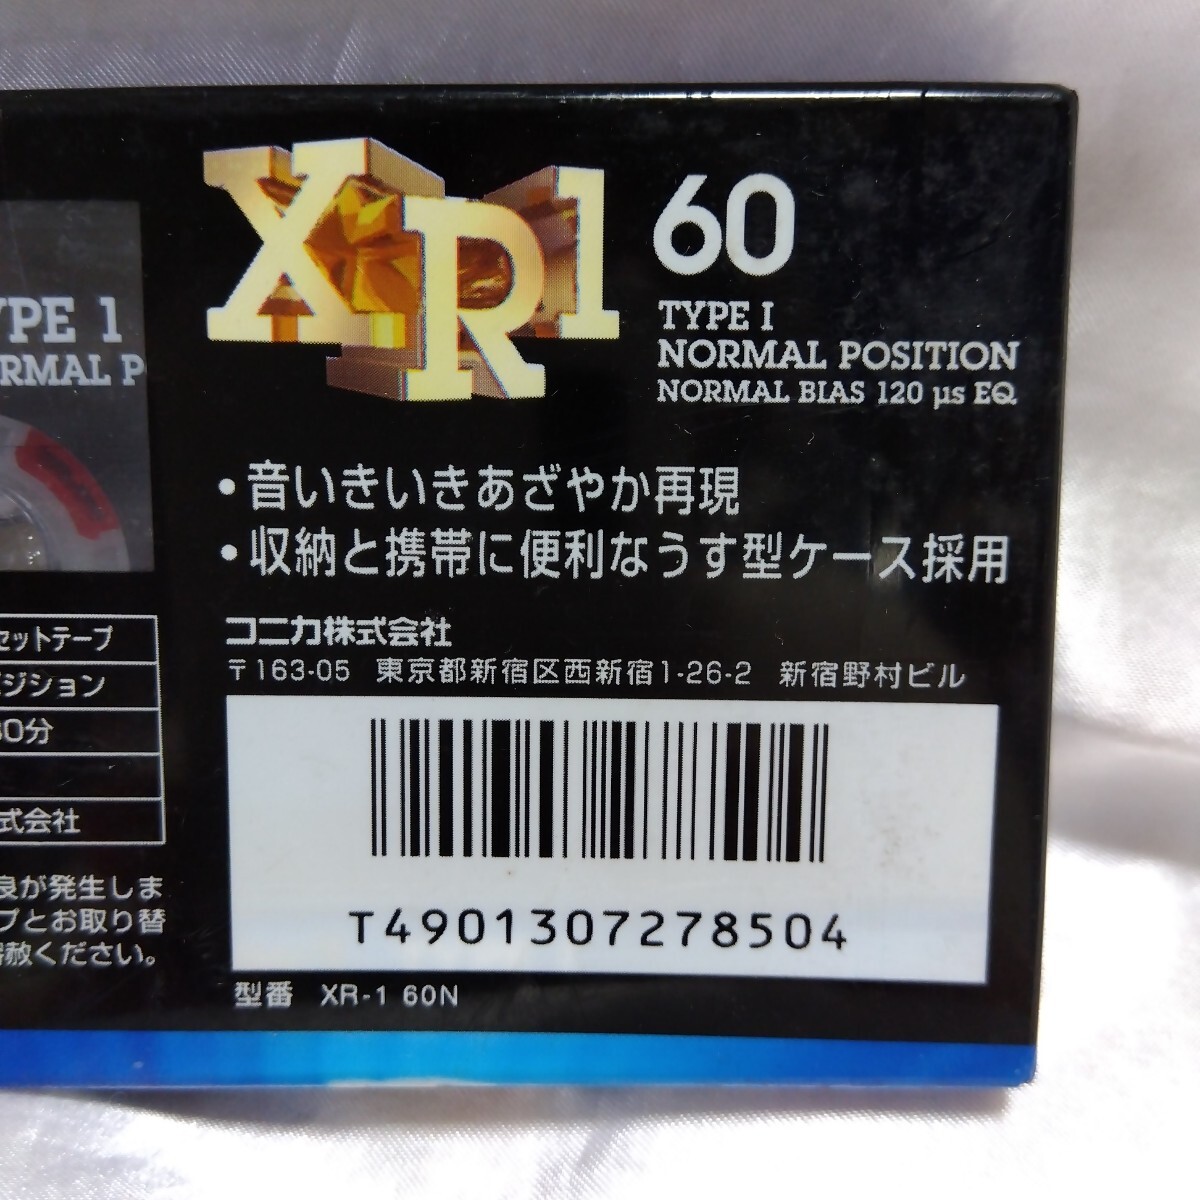 XR1 60
TYPE I
NORMAL POSITION
NORMAL BIAS 120 μs EQ
・音いきいきあざやか再現
・収納と携帯に便利なうす型ケース採用
コニカ株式会社
〒163-05 東京都新宿区西新宿1-26-2 新宿野村ビル
T4901307278504
型番 XR-1 60N
YPE 1
RMAL P
セットテープ
ポジション
30分
式会社
良が発生しま
プとお取り替
容赦ください。